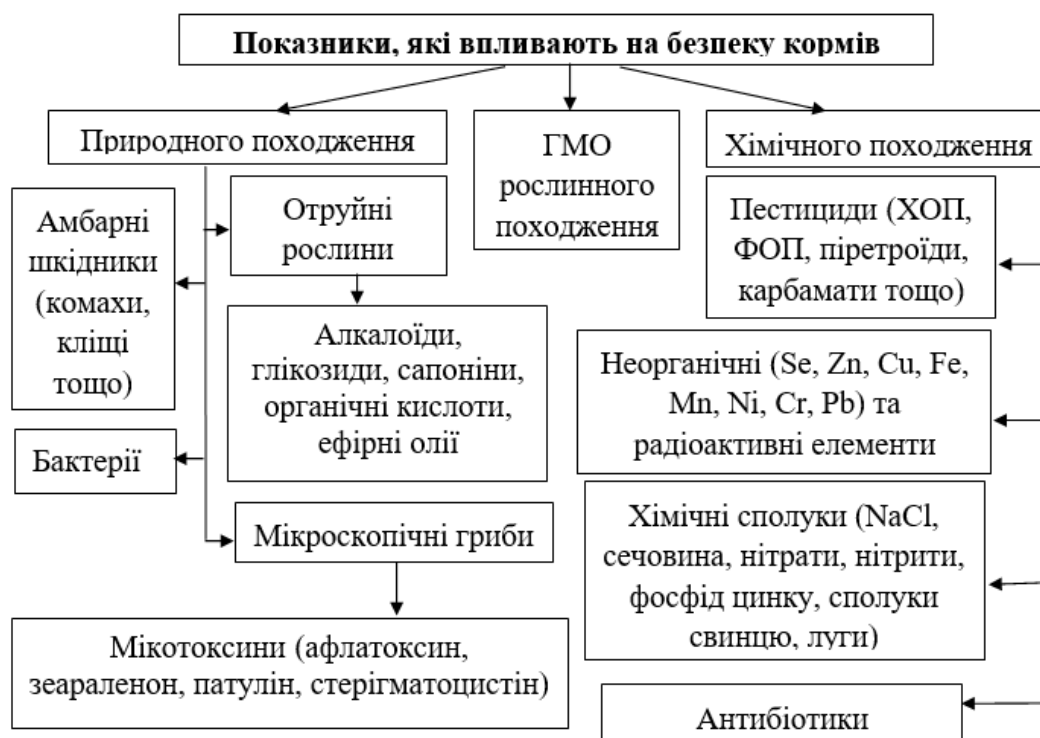 Показники, які впливають на безпеку кормів
Природного походження
ГМО
рослинного
походження
Хімічного походження
Амбарні
шкідники
(комахи,
кліщі
тощо)
Отруйні
рослини
Пестициди (ХОП,
ФОП, піретроїди,
карбамати тощо)
Алкалоїди,
глікозиди, сапоніни,
органічні кислоти,
ефірні олії
Неорганічні (Se, Zn, Cu, Fe,
Mn, Ni, Cr, Pb) та
радіоактивні елементи
Бактерії
Мікроскопічні гриби
Хімічні сполуки (NaCl,
сечовина, нітрати, нітрити,
фосфід цинку, сполуки
свинцю, луги)
Мікотоксини (афлатоксин,
зеараленон, патулін, стерігматоцистін)
Антибіотики